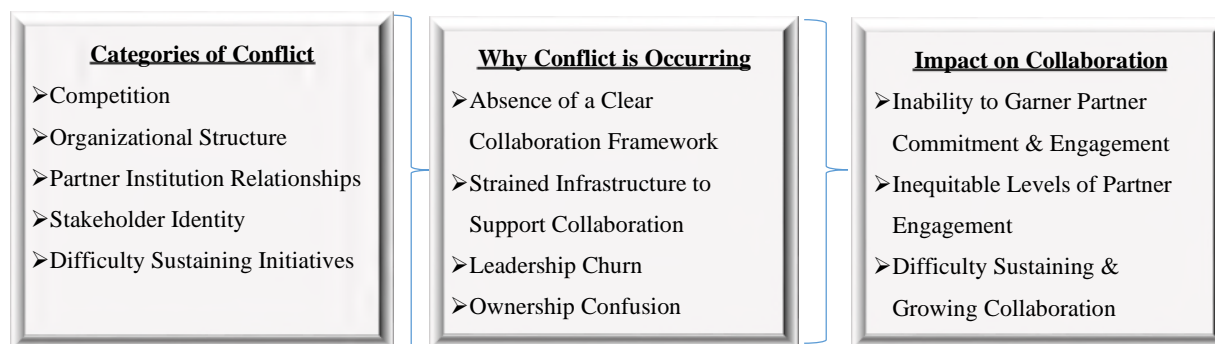 Categories of Conflict
➤Competition
➤Organizational Structure
➤Partner Institution Relationships
➤Stakeholder Identity
➤Difficulty Sustaining Initiatives
Why Conflict is Occurring
➤Absence of a Clear
Collaboration Framework
➤Strained Infrastructure to
Support Collaboration
➤Leadership Churn
➤Ownership Confusion
Impact on Collaboration
➤Inability to Garner Partner
Commitment & Engagement
➤Inequitable Levels of Partner
Engagement
➤Difficulty Sustaining &
Growing Collaboration